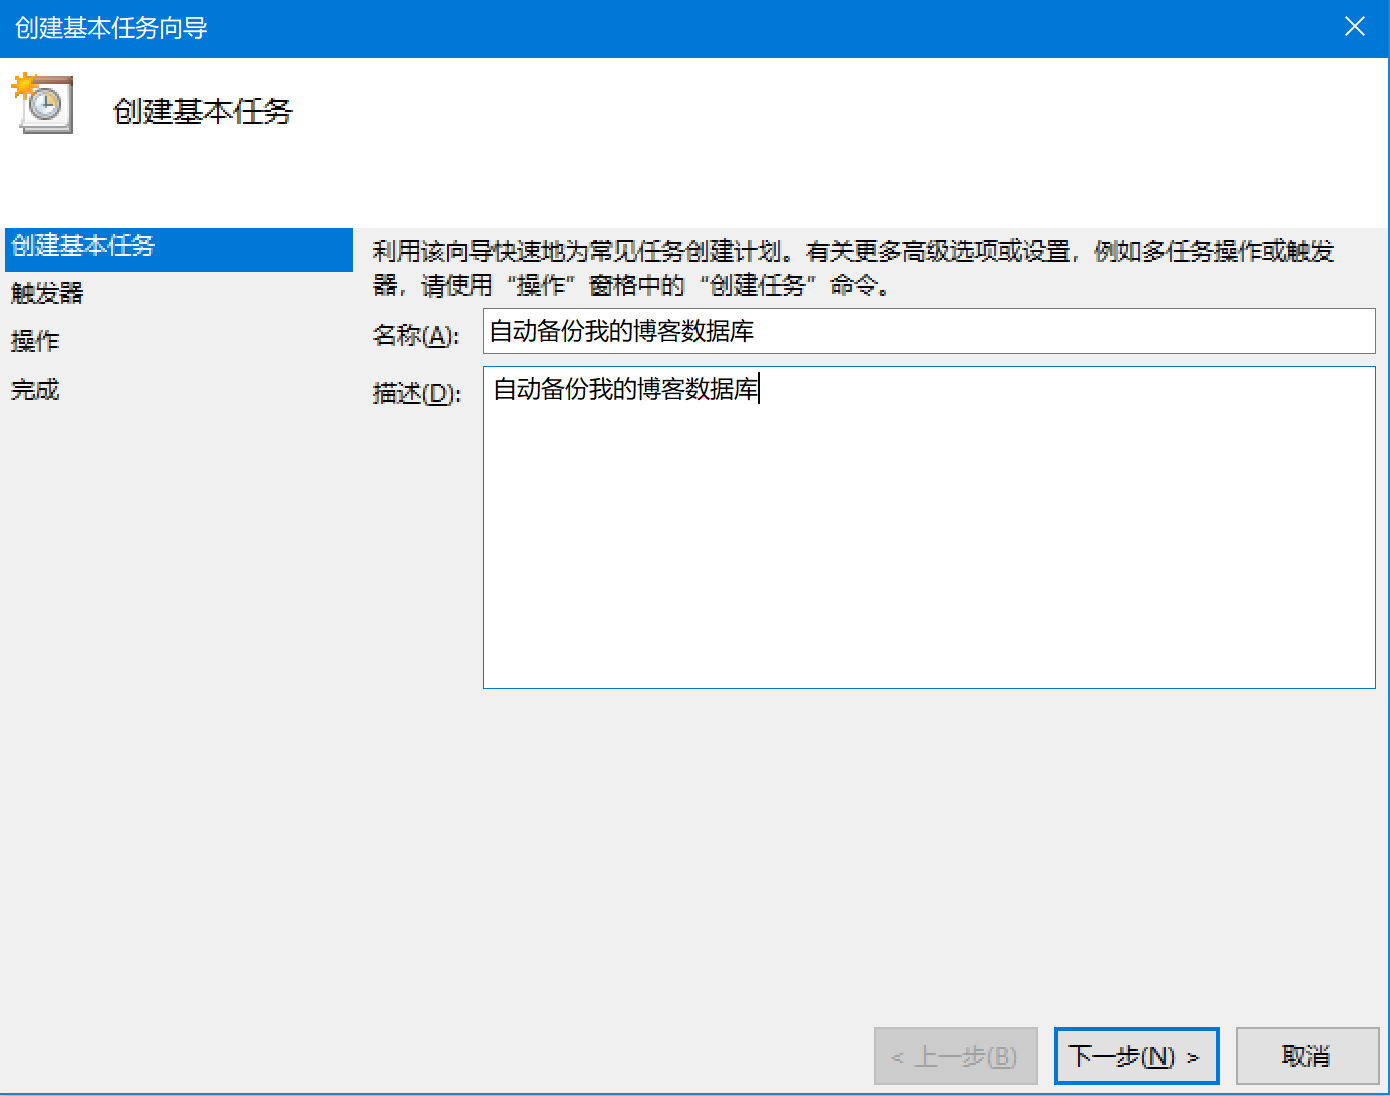 创建基本任务向导
创建基本任务
创建基本任务
触发器
操作
完成
利用该向导快速地为常见任务创建计划。有关更多高级选项或设置，例如多任务操作或触发
器，请使用“操作”窗格中的“创建任务”命令。
名称(A): 自动备份我的博客数据库
描述(D): 自动备份我的博客数据库
< 上一步(B) 下一步(N) > 取消